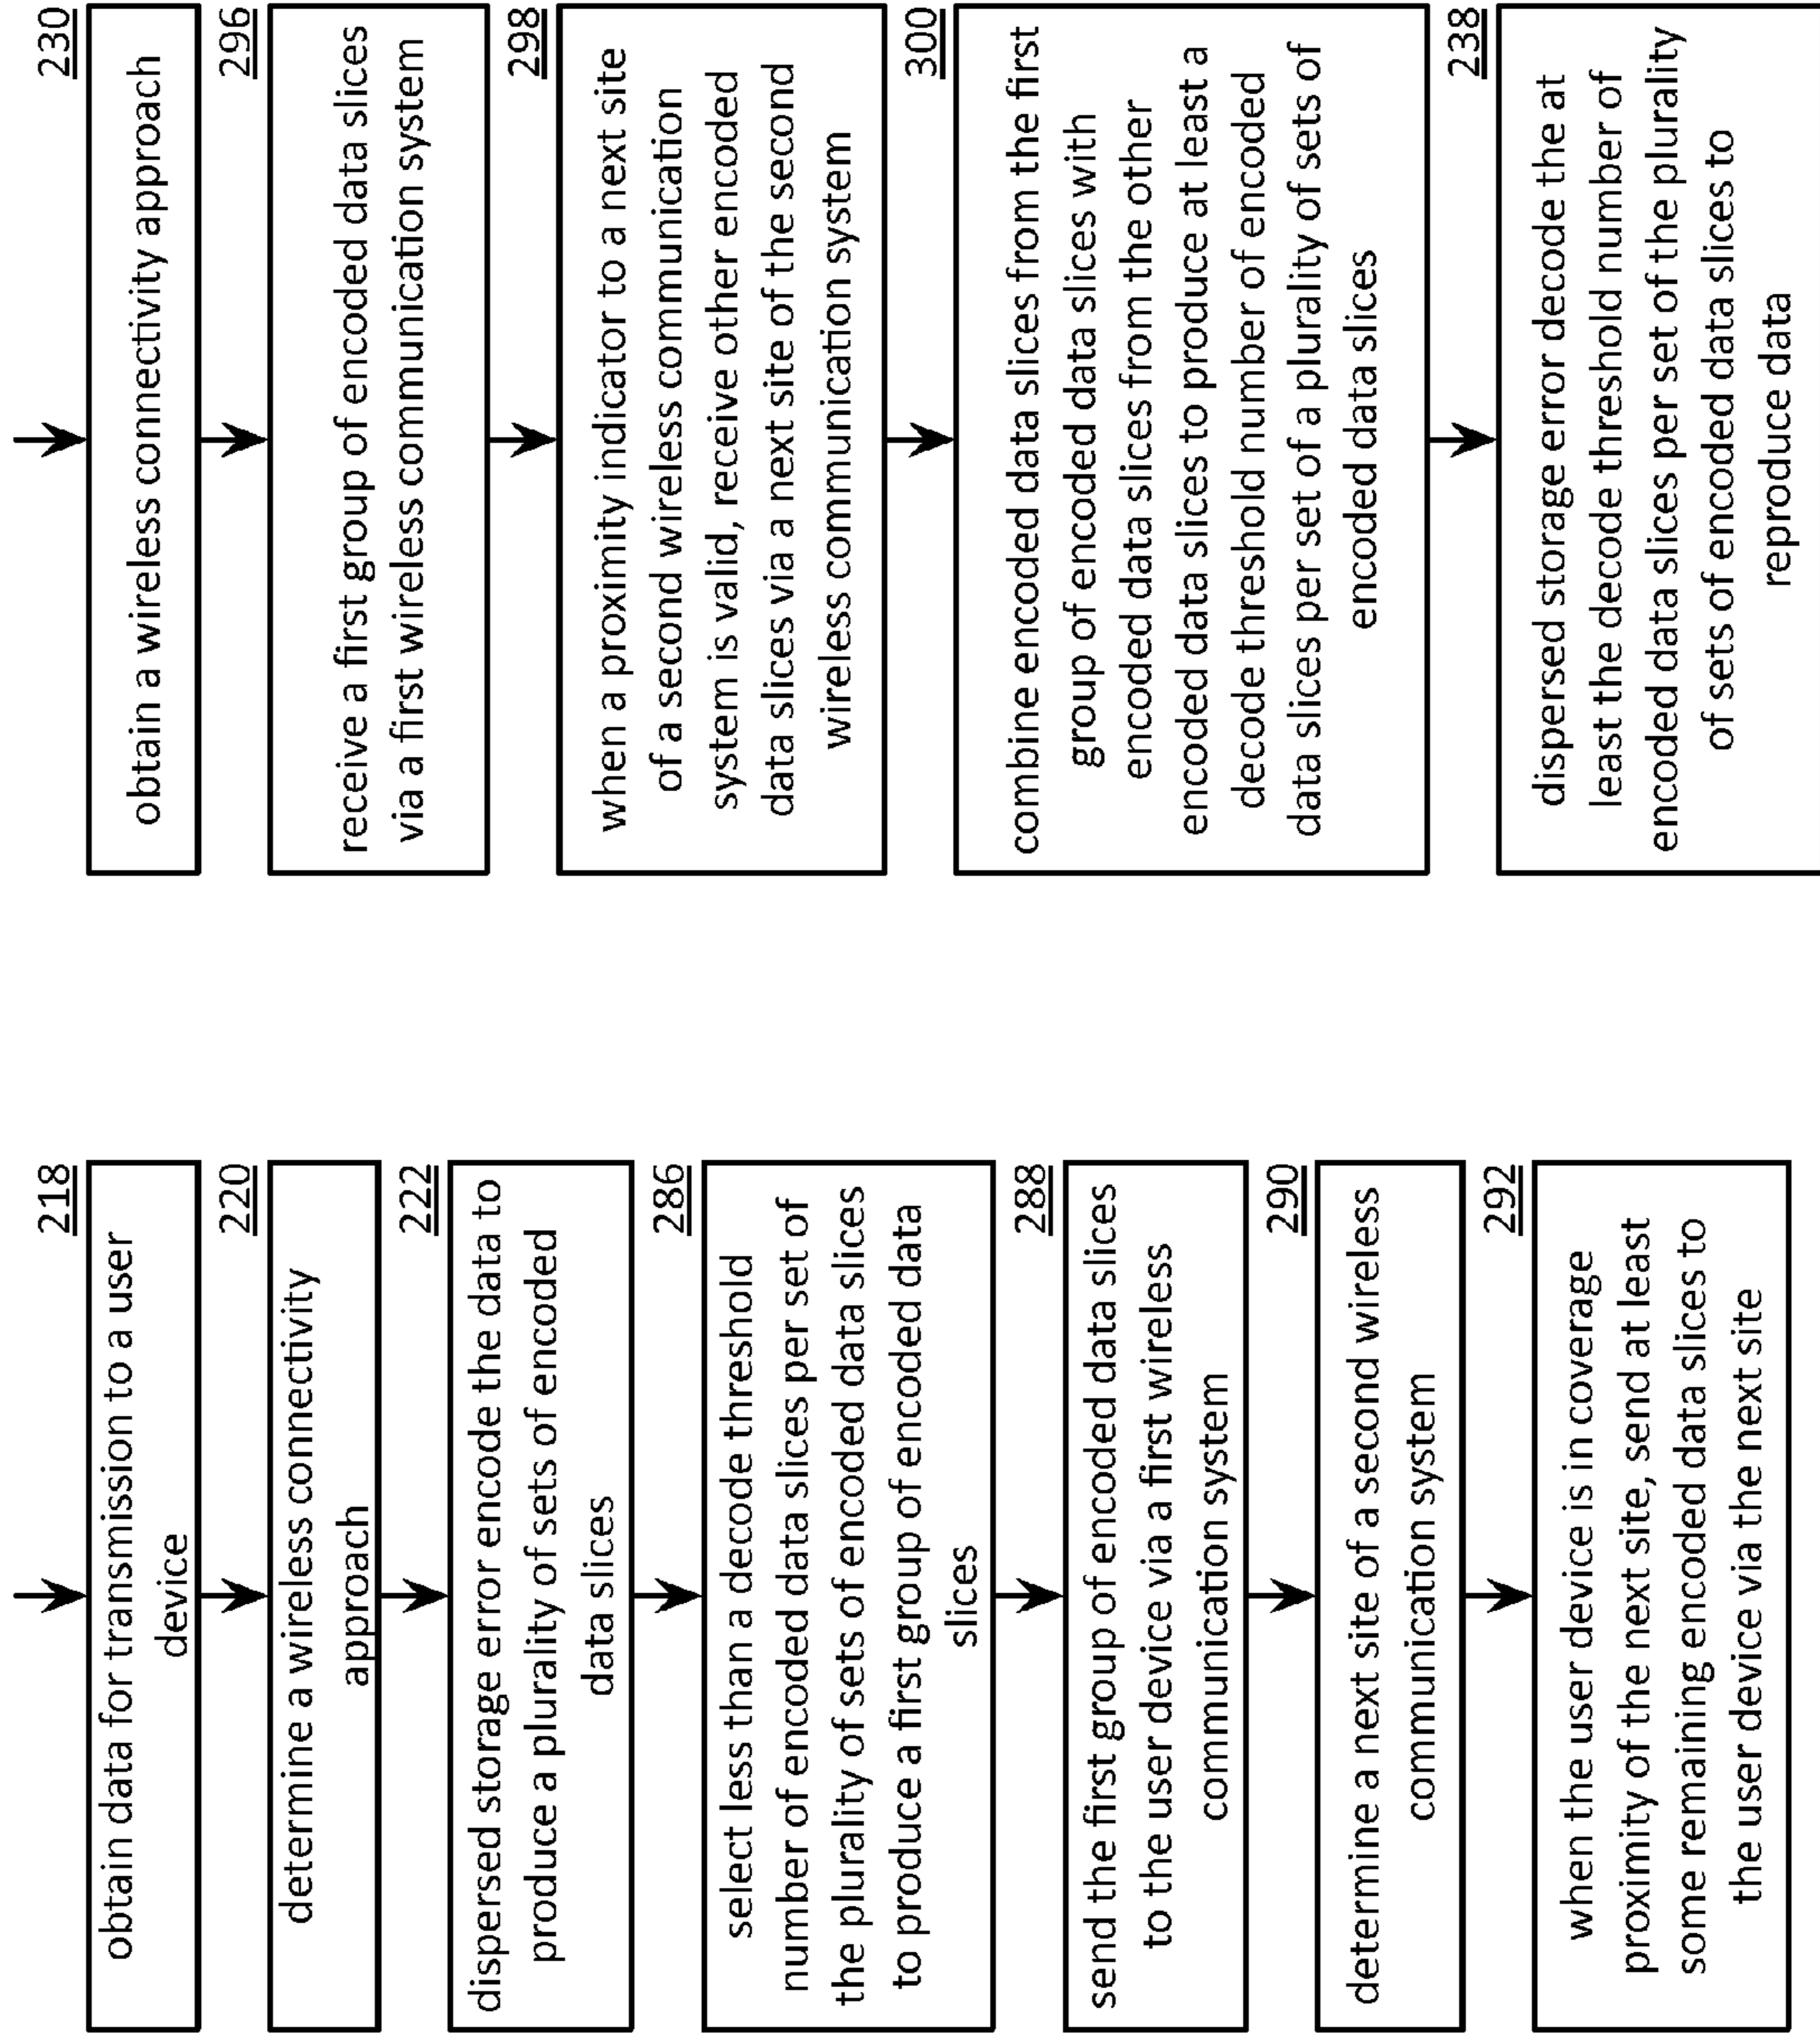 218
obtain data for transmission to a user
device
220
determine a wireless connectivity
approach
222
dispersed storage error encode the data to
produce a plurality of sets of encoded
data slices
286
select less than a decode threshold
number of encoded data slices per set of
the plurality of sets of encoded data slices
to produce a first group of encoded data
slices
288
send the first group of encoded data slices
to the user device via a first wireless
communication system
290
determine a next site of a second wireless
communication system
292
when the user device is in coverage
proximity of the next site, send at least
some remaining encoded data slices to
the user device via the next site
230
obtain a wireless connectivity approach
296
receive a first group of encoded data slices
via a first wireless communication system
298
when a proximity indicator to a next site
of a second wireless communication
system is valid, receive other encoded
data slices via a next site of the second
wireless communication system
300
combine encoded data slices from the first
group of encoded data slices with
encoded data slices from the other
encoded data slices to produce at least a
decode threshold number of encoded
data slices per set of a plurality of sets of
encoded data slices
238
dispersed storage error decode the at
least the decode threshold number of
encoded data slices per set of the plurality
of sets of encoded data slices to
reproduce data